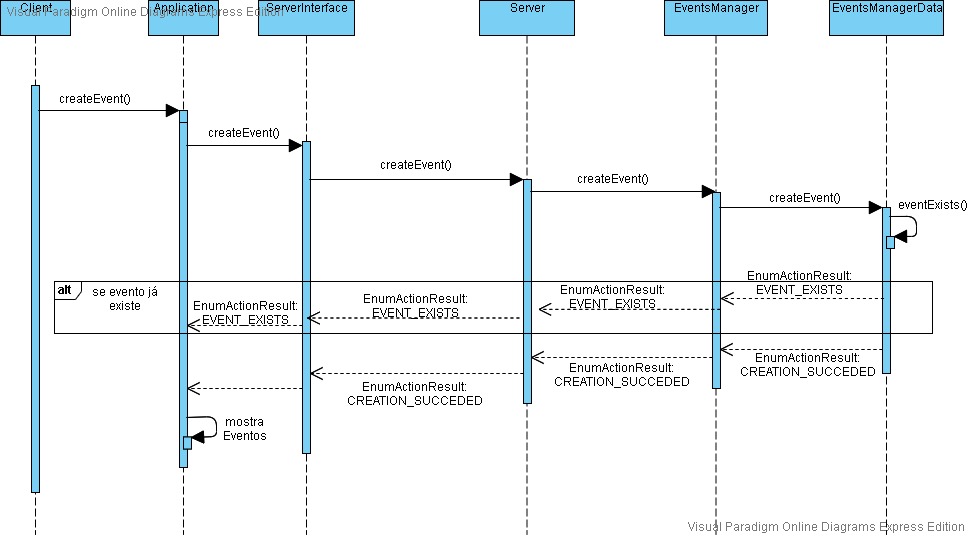 Visual Paradigm Online Diagrams Express Edition
Client
Application
ServerInterface
Server
EventsManager
EventsManagerData
createEvent()
createEvent()
createEvent()
createEvent()
createEvent()
eventExists()
alt
se evento já
existe
EnumActionResult:
EVENT_EXISTS
EnumActionResult:
EVENT_EXISTS
EnumActionResult:
EVENT_EXISTS
EnumActionResult:
EVENT_EXISTS
EnumActionResult:
CREATION_SUCCEDED
EnumActionResult:
CREATION_SUCCEDED
EnumActionResult:
CREATION_SUCCEDED
mostra
Eventos
Visual Paradigm Online Diagrams Express Edition